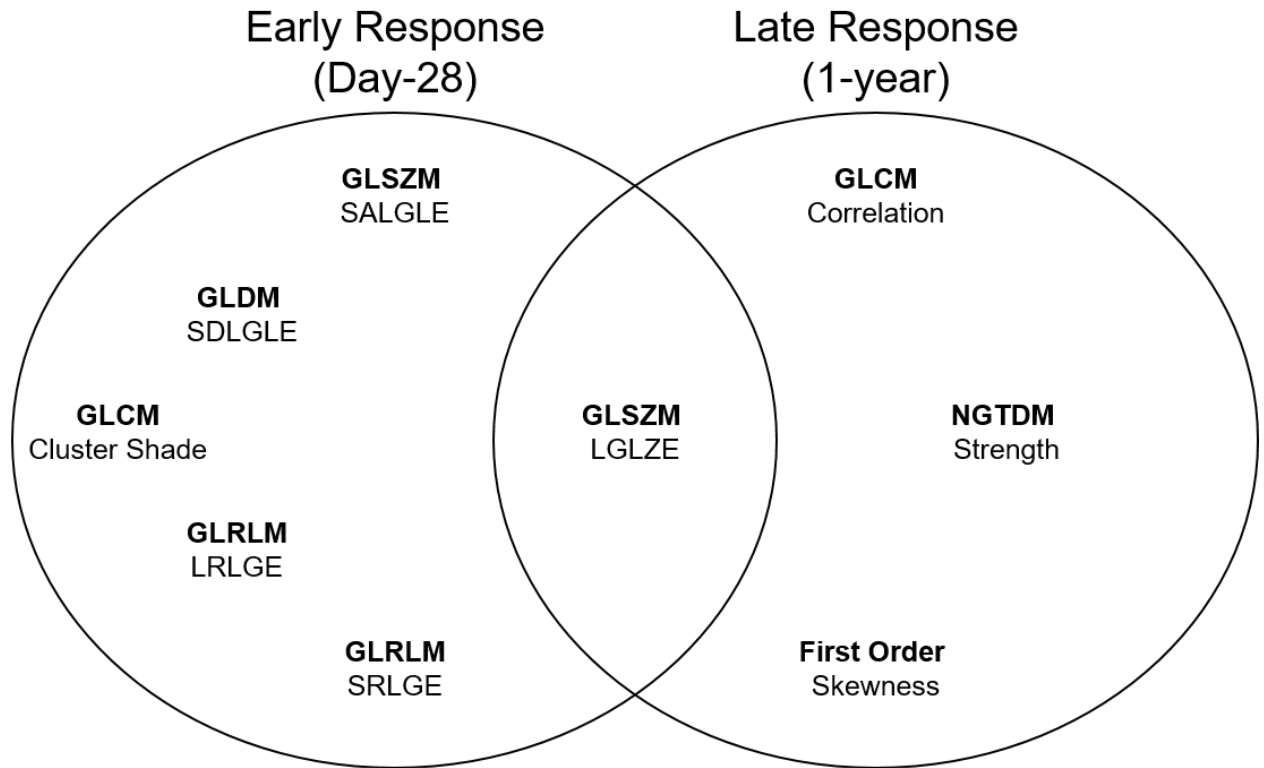 Early Response
(Day-28)
Late Response
(1-year)
GLSZM
SALGLE
GLDM
SDLGLE
GLCM
Cluster Shade
GLRLM
LRLGE
GLRLM
SRLGE
GLSZM
LGLZE
GLCM
Correlation
NGTDM
Strength
First Order
Skewness